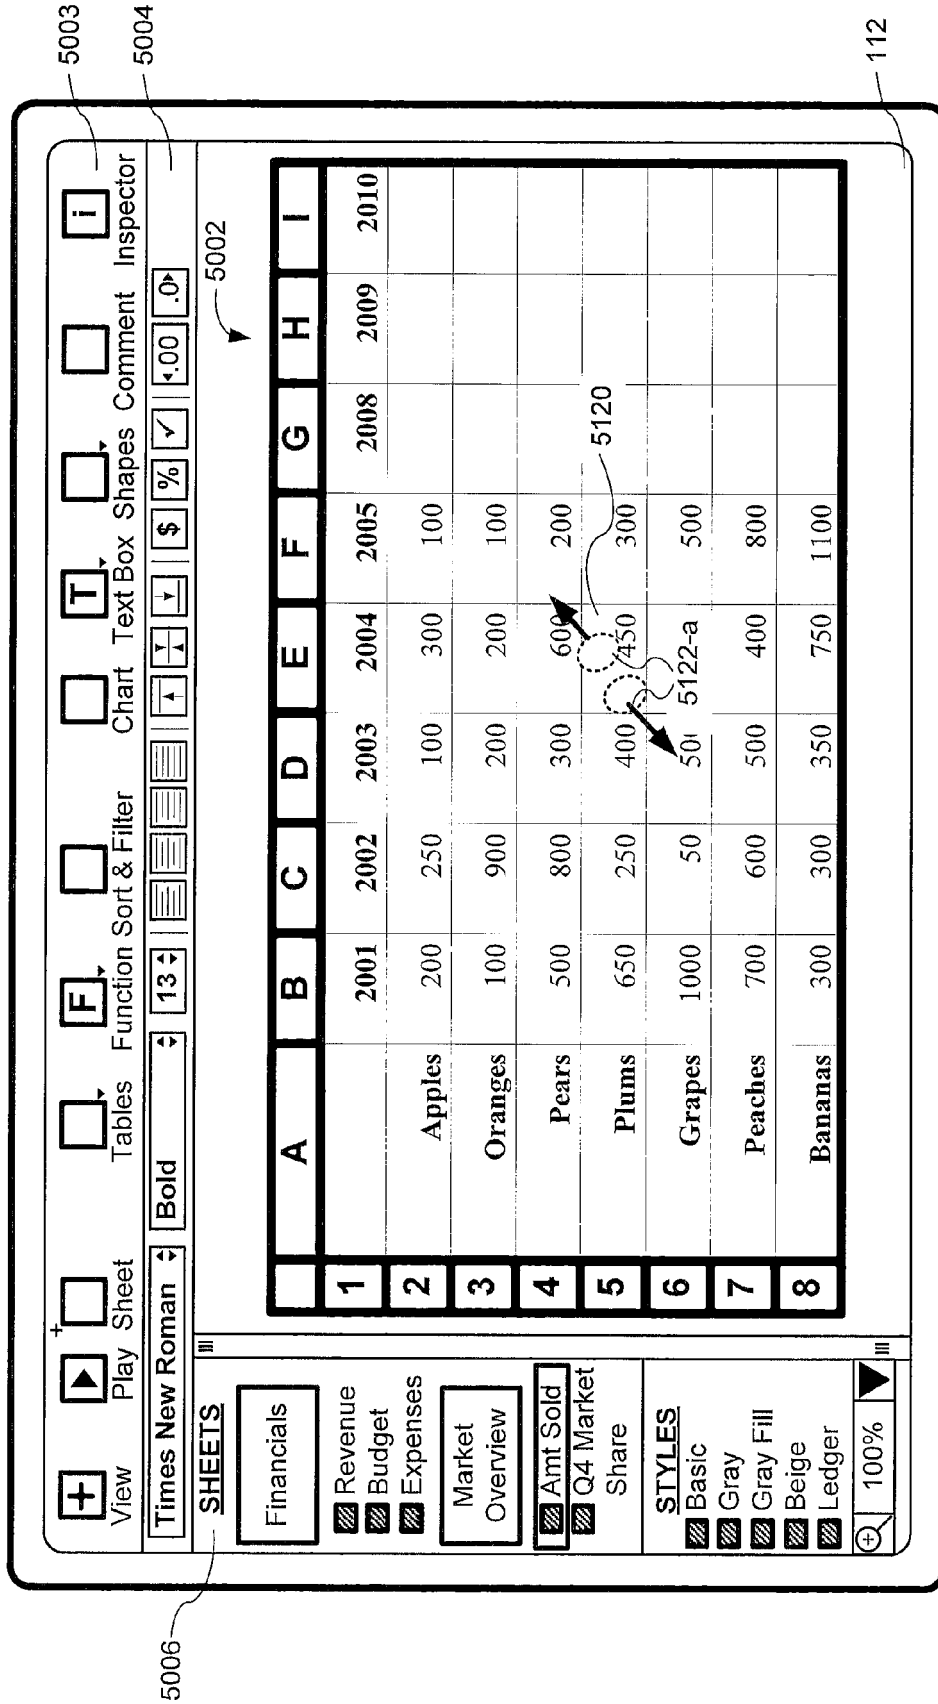 5003
5004
View Play Sheet Tables Function Sort & Filter Chart Text Box Shapes Comment Inspector
F T i
Times New Roman Bold 13 $ % ✓ .00 .0
5006
SHEETS
Financials
Revenue
Budget
Expenses
Market
Overview
Amt Sold
Q4 Market
Share
STYLES
Basic
Gray
Gray Fill
Beige
Ledger
100%
5002
A B C D E F G H I
1 2001 2002 2003 2004 2005 2008 2009 2010
2 Apples 200 250 100 300 100
3 Oranges 100 900 200 200 100
4 Pears 500 800 300 600 200
5 Plums 650 250 400 450 300
6 Grapes 1000 50 50 500
7 Peaches 700 600 500 400 800
8 Bananas 300 300 350 750 1100
5120
5122-a
112